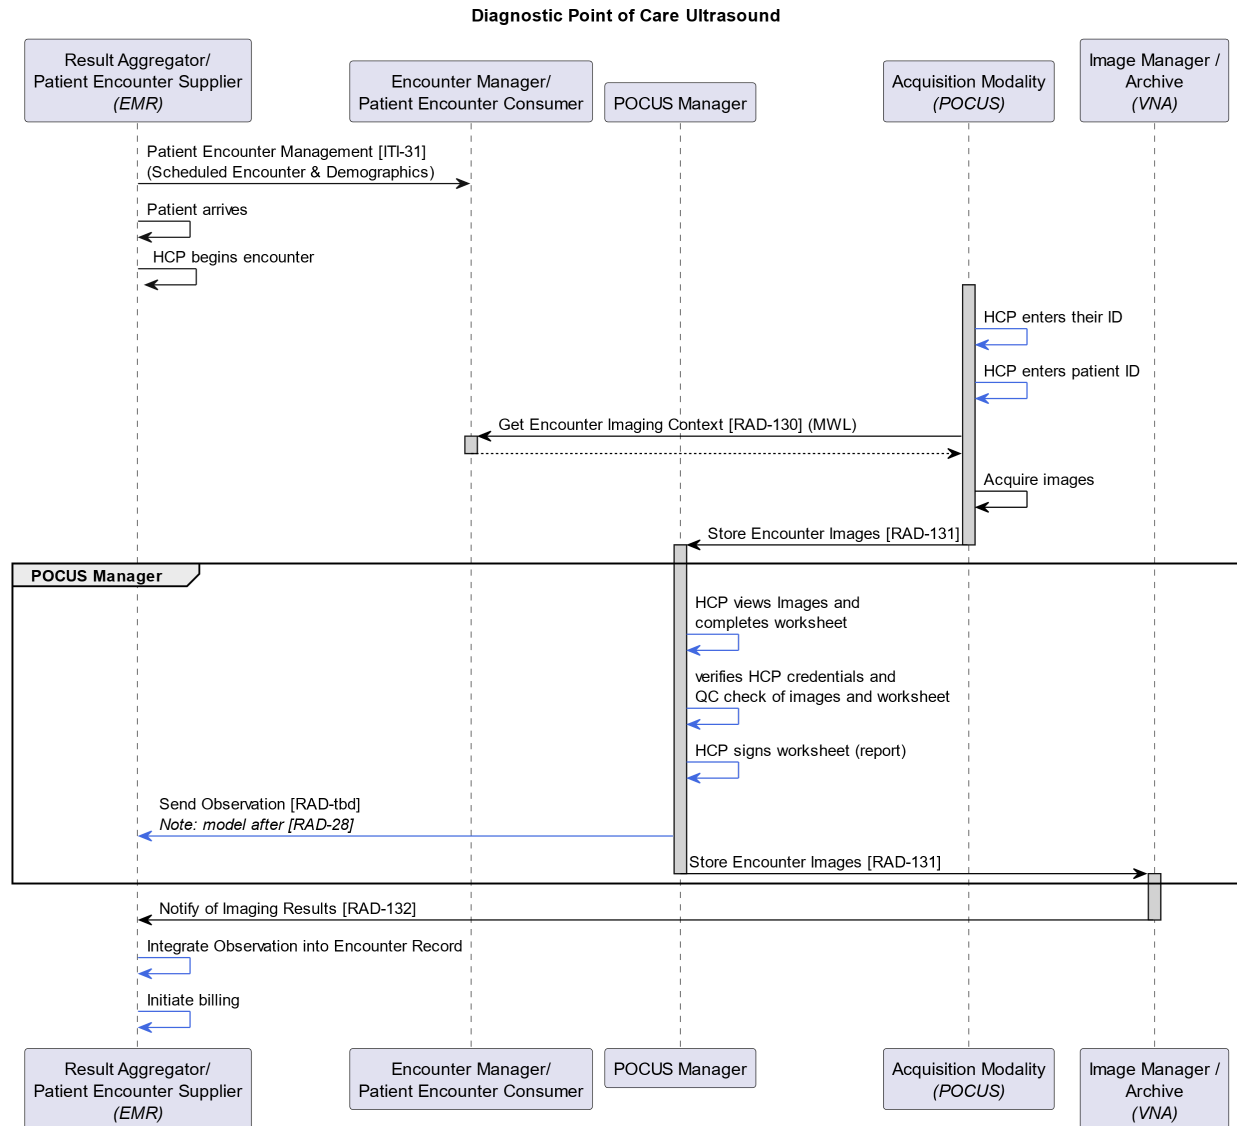 Diagnostic Point of Care Ultrasound
Result Aggregator/
Patient Encounter Supplier
(EMR)
Encounter Manager/
Patient Encounter Consumer
POCUS Manager
Acquisition Modality
(POCUS)
Image Manager /
Archive
(VNA)
Patient Encounter Management [ITI-31]
(Scheduled Encounter & Demographics)
Patient arrives
HCP begins encounter
HCP enters their ID
HCP enters patient ID
Get Encounter Imaging Context [RAD-130] (MWL)
Acquire images
Store Encounter Images [RAD-131]
POCUS Manager
HCP views Images and
completes worksheet
verifies HCP credentials and
QC check of images and worksheet
HCP signs worksheet (report)
Send Observation [RAD-tbd]
Note: model after [RAD-28]
Store Encounter Images [RAD-131]
Notify of Imaging Results [RAD-132]
Integrate Observation into Encounter Record
Initiate billing
Result Aggregator/
Patient Encounter Supplier
(EMR)
Encounter Manager/
Patient Encounter Consumer
POCUS Manager
Acquisition Modality
(POCUS)
Image Manager /
Archive
(VNA)